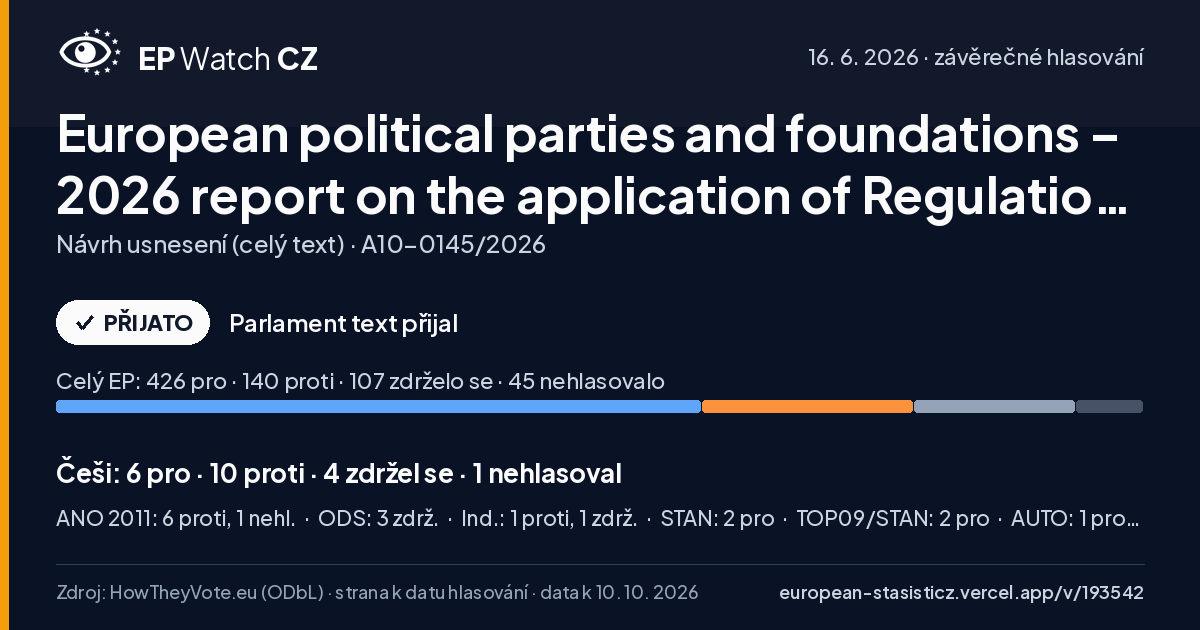 EP Watch CZ
16. 6. 2026 · závěrečné hlasování
European political parties and foundations –
2026 report on the application of Regulatio…
Návrh usnesení (celý text) · A10-0145/2026
✓ PŘIJATO
Parlament text přijal
Celý EP: 426 pro · 140 proti · 107 zdrželo se · 45 nehlasovalo
Češi: 6 pro · 10 proti · 4 zdržel se · 1 nehlasoval
ANO 2011: 6 proti, 1 nehl. · ODS: 3 zdrž. · Ind.: 1 proti, 1 zdrž. · STAN: 2 pro · TOP09/STAN: 2 pro · AUTO: 1 pro…
Zdroj: HowTheyVote.eu (ODbL) · strana k datu hlasování · data k 10. 10. 2026
european-stasisticz.vercel.app/v/193542